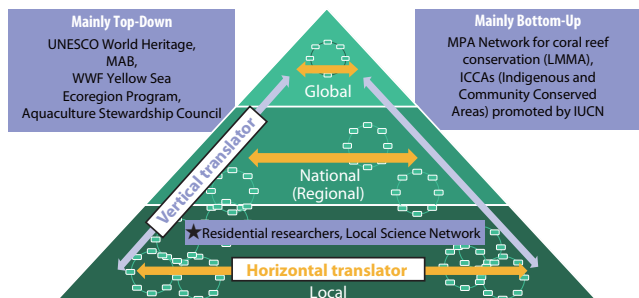 Mainly Top-Down
UNESCO World Heritage,
MAB,
WWF Yellow Sea
Ecoregion Program,
Aquaculture Stewardship Council
Mainly Bottom-Up
MPA Network for coral reef
conservation (LMMA),
ICCAs (Indigenous and
Community Conserved
Areas) promoted by IUCN
Global
Vertical translator
National
(Regional)
★Residential researchers, Local Science Network
Horizontal translator
Local